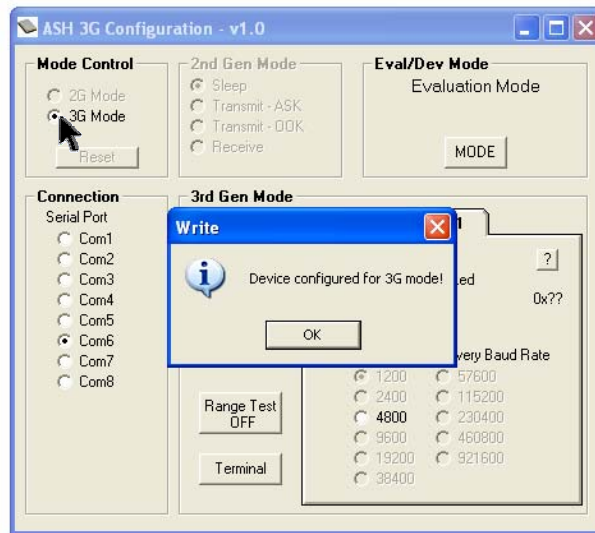 ASH 3G Configuration - v1.0
Mode Control
2G Mode
3G Mode
Reset
2nd Gen Mode
Sleep
Transmit - ASK
Transmit - OOK
Receive
Eval/Dev Mode
Evaluation Mode
MODE
Connection
Serial Port
Com1
Com2
Com3
Com4
Com5
Com6
Com7
Com8
3rd Gen Mode
Write
Device configured for 3G mode!
OK
1
?
ed
0x??
very Baud Rate
1200 57600
2400 115200
4800 230400
9600 460800
19200 921600
38400
Range Test
OFF
Terminal